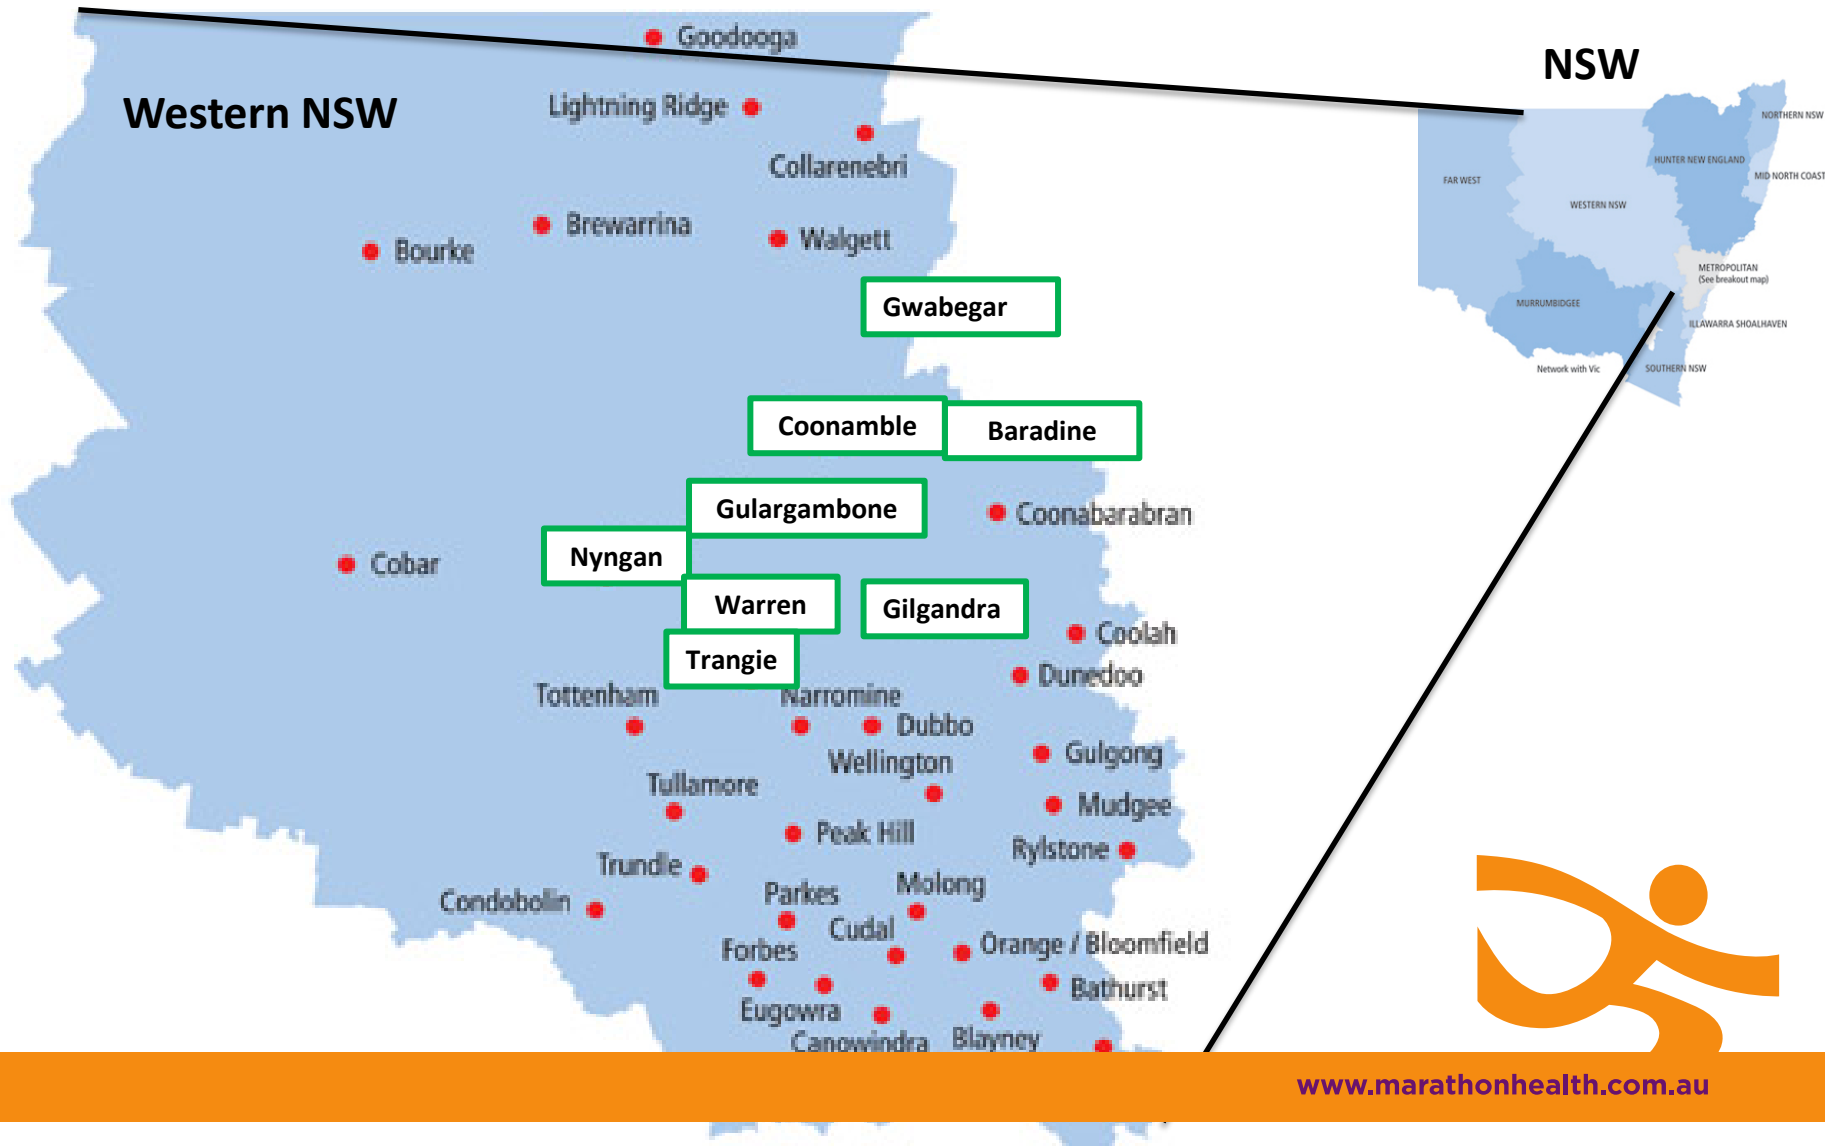 Goodooga
NSW
Western NSW
Lightning Ridge
Collarenebri
NORTHERN NSW
HUNTER NEW ENGLAND
MID NORTH COAST
FAR WEST
WESTERN NSW
Brewarrina
Walgett
Bourke
METROPOLITAN
(See breakout map)
MURRUMBIDGEE
ILLAWARRA SHOALHAVEN
Network with Vic
SOUTHERN NSW
Gwabegar
Coonamble
Baradine
Gulargambone
Coonabarabran
Nyngan
Cobar
Warren
Gilgandra
Coolah
Trangie
Dunedoo
Tottenham
Narromine
Dubbo
Gulgong
Wellington
Tullamore
Mudgee
Peak Hill
Rylstone
Trundle
Molong
Parkes
Condobolin
Cudal
Orange / Bloomfield
Forbes
Bathurst
Eugowra
Canowindra
Blayney
www.marathonhealth.com.au